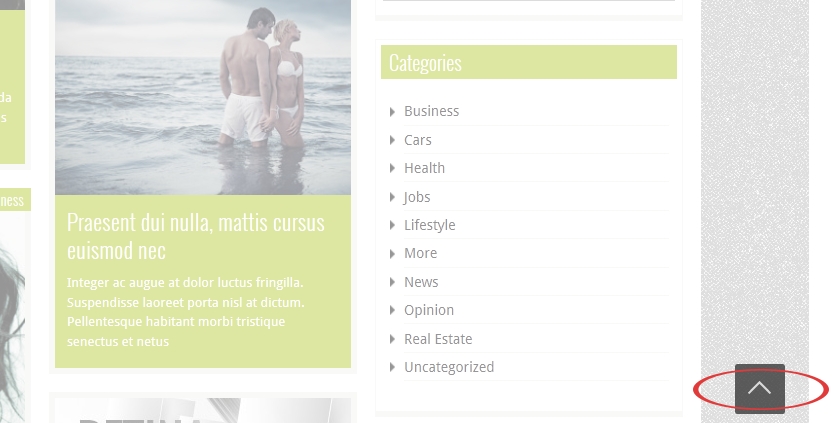 da
s
ness
Praesent dui nulla, mattis cursus
euismod nec
Integer ac augue at dolor luctus fringilla.
Suspendisse laoreet porta nisl at dictum.
Pellentesque habitant morbi tristique
senectus et netus
Categories
Business
Cars
Health
Jobs
Lifestyle
More
News
Opinion
Real Estate
Uncategorized